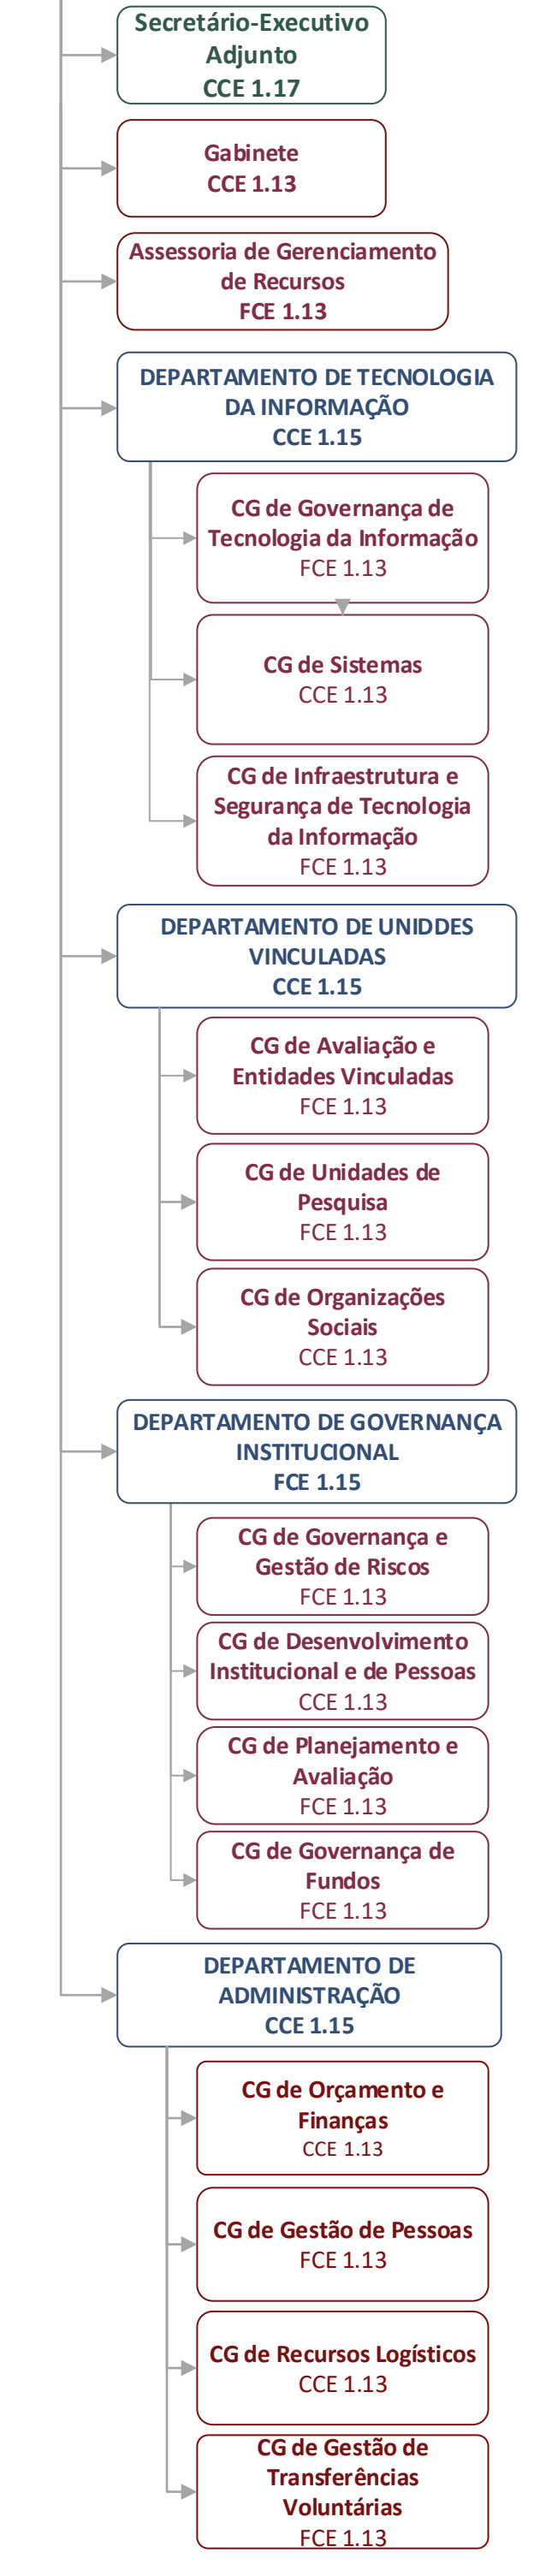 Secretário-Executivo
Adjunto
CCE 1.17
Gabinete
CCE 1.13
Assessoria de Gerenciamento
de Recursos
FCE 1.13
DEPARTAMENTO DE TECNOLOGIA
DA INFORMAÇÃO
CCE 1.15
CG de Governança de
Tecnologia da Informação
FCE 1.13
CG de Sistemas
CCE 1.13
CG de Infraestrutura e
Segurança de Tecnologia
da Informação
FCE 1.13
DEPARTAMENTO DE UNIDDES
VINCULADAS
CCE 1.15
CG de Avaliação e
Entidades Vinculadas
FCE 1.13
CG de Unidades de
Pesquisa
FCE 1.13
CG de Organizações
Sociais
CCE 1.13
DEPARTAMENTO DE GOVERNANÇA
INSTITUCIONAL
FCE 1.15
CG de Governança e
Gestão de Riscos
FCE 1.13
CG de Desenvolvimento
Institucional e de Pessoas
CCE 1.13
CG de Planejamento e
Avaliação
FCE 1.13
CG de Governança de
Fundos
FCE 1.13
DEPARTAMENTO DE
ADMINISTRAÇÃO
CCE 1.15
CG de Orçamento e
Finanças
CCE 1.13
CG de Gestão de Pessoas
FCE 1.13
CG de Recursos Logísticos
CCE 1.13
CG de Gestão de
Transferências
Voluntárias
FCE 1.13